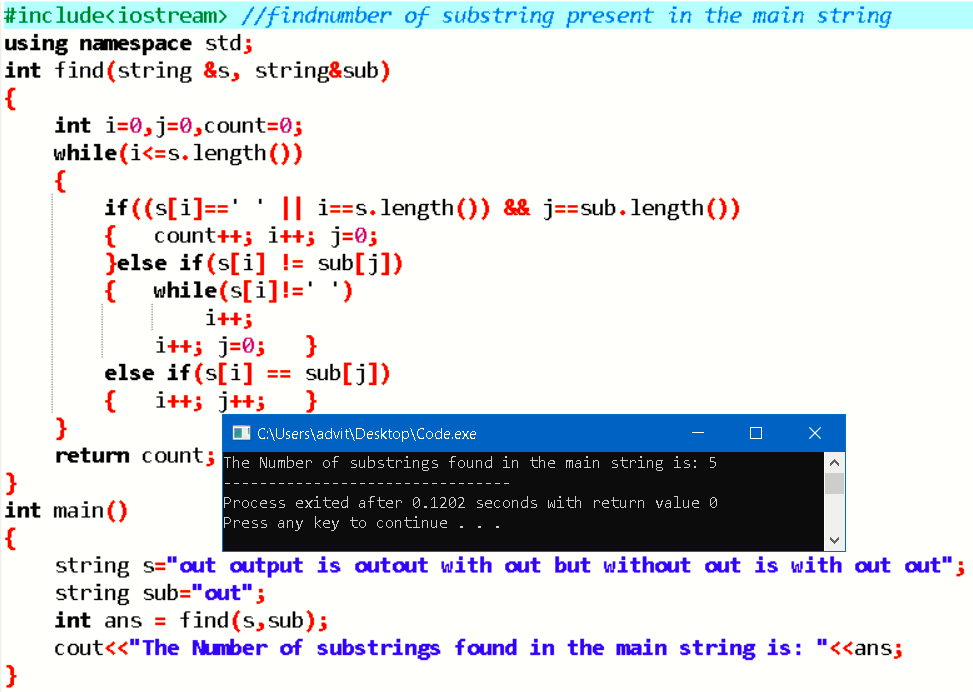 #include<iostream> //findnumber of substring present in the main string
using namespace std;
int find(string &s, string&sub)
{
    int i=0,j=0,count=0;
    while(i<=s.length())
    {
        if((s[i]==' ' || i==s.length()) && j==sub.length())
        {   count++; i++; j=0;
        }else if(s[i] != sub[j])
        {   while(s[i]!=' ')
                i++;
            i++; j=0;   }
        else if(s[i] == sub[j])
        {   i++; j++;   }
    }
    return count;
}
int main()
{
    string s="out output is outout with out but without out is with out out";
    string sub="out";
    int ans = find(s,sub);
    cout<<"The Number of substrings found in the main string is: "<<ans;
}
C:\Users\advit\Desktop\Code.exe
The Number of substrings found in the main string is: 5
--------------------------------
Process exited after 0.1202 seconds with return value 0
Press any key to continue . . .